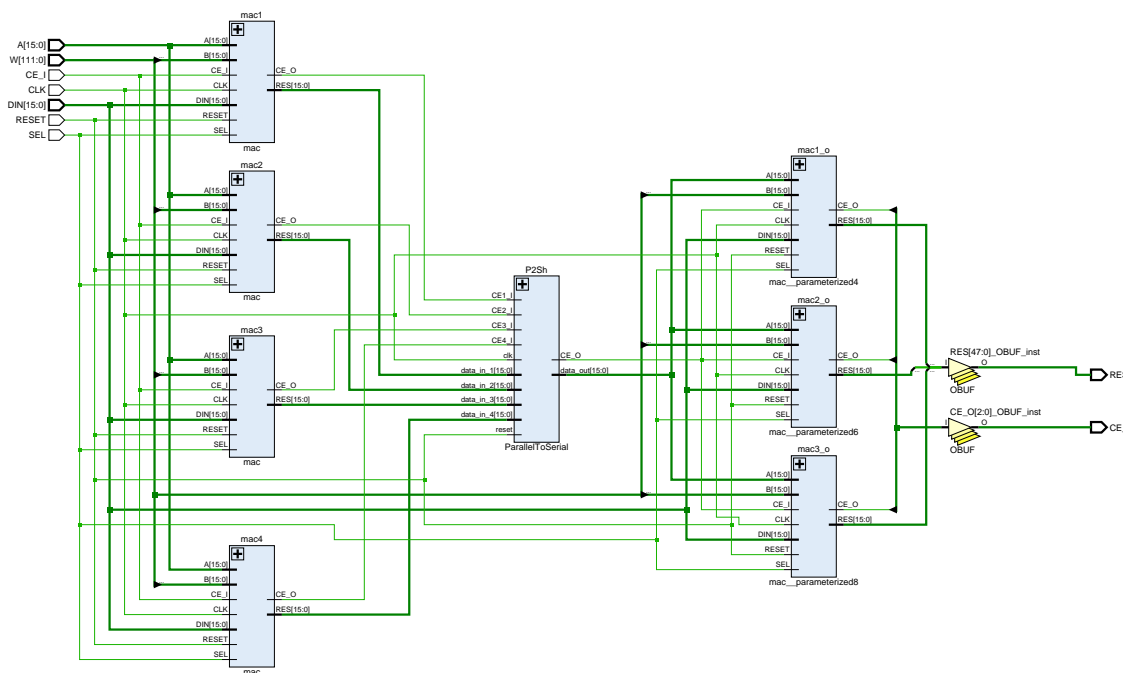 A[15:0]
W[111:0]
CE_I
CLK
DIN[15:0]
RESET
SEL
mac1
A[15:0]
B[15:0]
CE_I
CLK
DIN[15:0]
RESET
SEL
CE_O
RES[15:0]
mac
mac2
A[15:0]
B[15:0]
CE_I
CLK
DIN[15:0]
RESET
SEL
CE_O
RES[15:0]
mac
mac3
A[15:0]
B[15:0]
CE_I
CLK
DIN[15:0]
RESET
SEL
CE_O
RES[15:0]
mac
mac4
A[15:0]
B[15:0]
CE_I
CLK
DIN[15:0]
RESET
SEL
CE_O
RES[15:0]
mac
P2Sh
CE1_I
CE2_I
CE3_I
CE4_I
clk
data_in_1[15:0]
data_in_2[15:0]
data_in_3[15:0]
data_in_4[15:0]
reset
CE_O
data_out[15:0]
ParallelToSerial
mac1_o
A[15:0]
B[15:0]
CE_I
CLK
DIN[15:0]
RESET
SEL
CE_O
RES[15:0]
mac__parameterized4
mac2_o
A[15:0]
B[15:0]
CE_I
CLK
DIN[15:0]
RESET
SEL
CE_O
RES[15:0]
mac__parameterized6
mac3_o
A[15:0]
B[15:0]
CE_I
CLK
DIN[15:0]
RESET
SEL
CE_O
RES[15:0]
mac__parameterized8
RES[47:0]_OBUF_inst
I
O
OBUF
CE_O[2:0]_OBUF_inst
I
O
OBUF
CE_